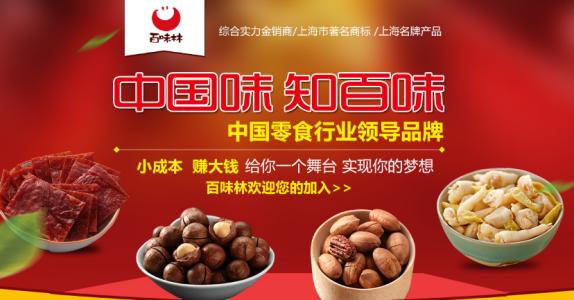 百味林
综合实力金销商/上海市著名商标 /上海名牌产品
中国味 知百味
中国零食行业领导品牌
小成本 赚大钱 给你一个舞台 实现你的梦想
百味林欢迎您的加入>>